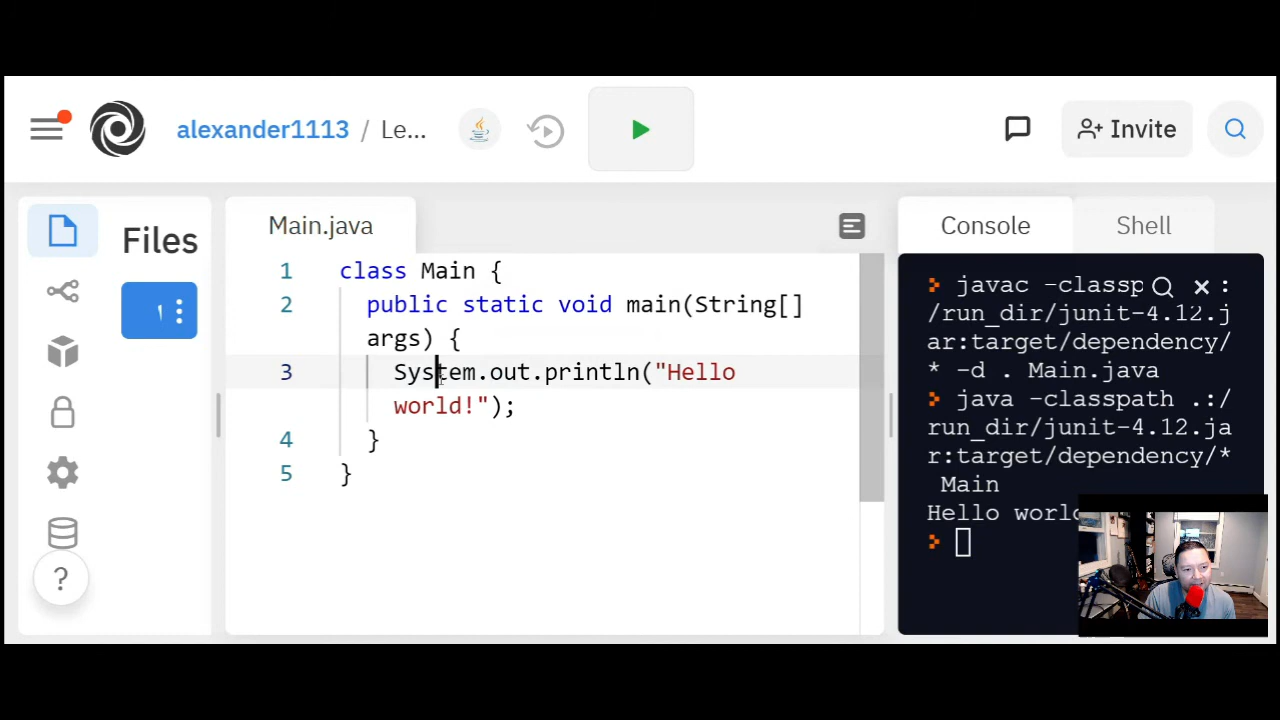 alexander1113 / Le...
Invite
Files
Main.java
Console
Shell
1 class Main {
2 public static void main(String[]
args) {
3 System.out.println("Hello
world!");
4 }
5 }
javac -classp :
/run_dir/junit-4.12.j
ar:target/dependency/
* -d . Main.java
java -classpath .:/
run_dir/junit-4.12.ja
r:target/dependency/*
Main
Hello world
?